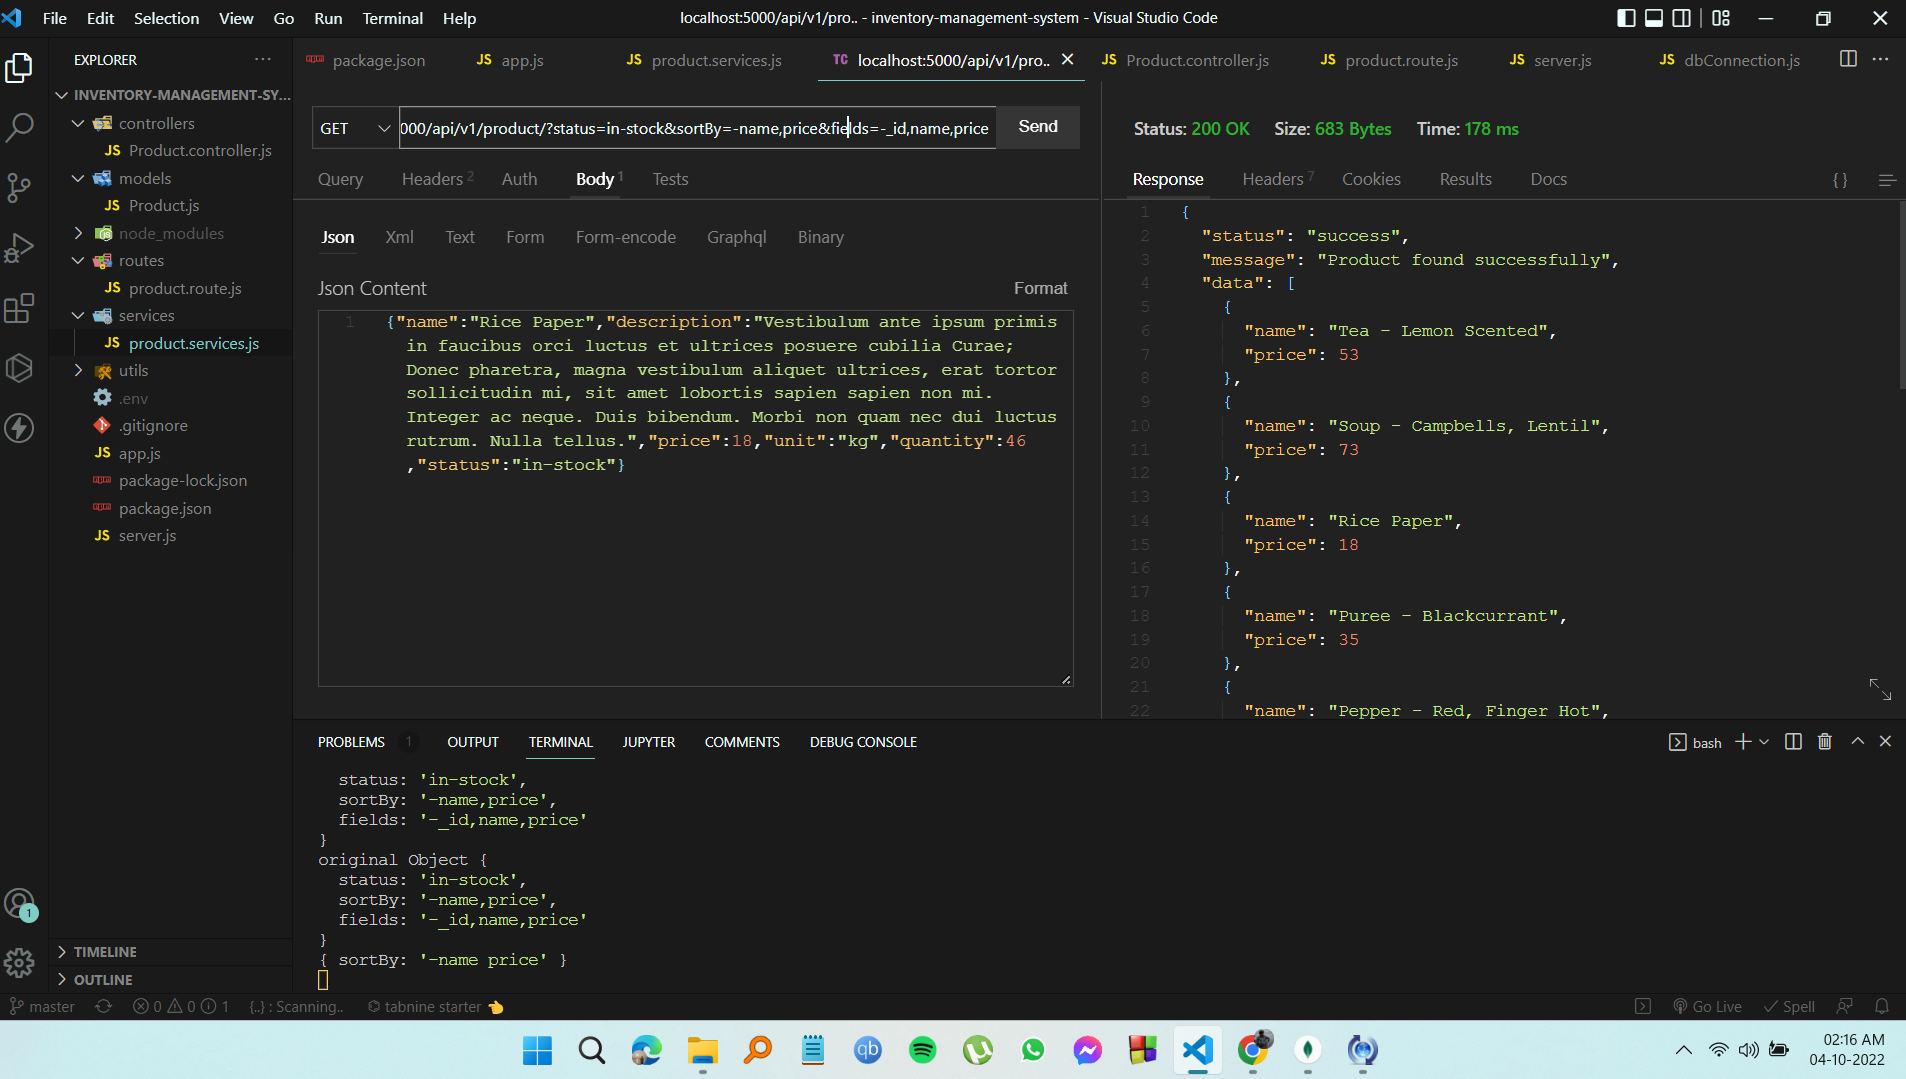 File Edit Selection View Go Run Terminal Help
localhost:5000/api/v1/pro.. - inventory-management-system - Visual Studio Code
EXPLORER
INVENTORY-MANAGEMENT-SY...
controllers
JS Product.controller.js
models
JS Product.js
node_modules
routes
JS product.route.js
services
JS product.services.js
utils
.env
.gitignore
JS app.js
package-lock.json
package.json
JS server.js
TIMELINE
OUTLINE
package.json
JS app.js
JS product.services.js
TC localhost:5000/api/v1/pro..
JS Product.controller.js
JS product.route.js
JS server.js
JS dbConnection.js
GET
000/api/v1/product/?status=in-stock&sortBy=-name,price&fields=-_id,name,price
Send
Query Headers 2 Auth Body 1 Tests
Json Xml Text Form Form-encode Graphql Binary
Json Content
Format
1 {"name":"Rice Paper","description":"Vestibulum ante ipsum primis
in faucibus orci luctus et ultrices posuere cubilia Curae;
Donec pharetra, magna vestibulum aliquet ultrices, erat tortor
sollicitudin mi, sit amet lobortis sapien sapien non mi.
Integer ac neque. Duis bibendum. Morbi non quam nec dui luctus
rutrum. Nulla tellus.","price":18,"unit":"kg","quantity":46
,"status":"in-stock"}
Status: 200 OK Size: 683 Bytes Time: 178 ms
Response Headers 7 Cookies Results Docs
{ }
1 {
2 "status": "success",
3 "message": "Product found successfully",
4 "data": [
5 {
6 "name": "Tea - Lemon Scented",
7 "price": 53
8 },
9 {
10 "name": "Soup - Campbells, Lentil",
11 "price": 73
12 },
13 {
14 "name": "Rice Paper",
15 "price": 18
16 },
17 {
18 "name": "Puree - Blackcurrant",
19 "price": 35
20 },
21 {
22 "name": "Pepper - Red, Finger Hot",
PROBLEMS 1 OUTPUT TERMINAL JUPYTER COMMENTS DEBUG CONSOLE
bash
status: 'in-stock',
sortBy: '-name,price',
fields: '-_id,name,price'
}
original Object {
status: 'in-stock',
sortBy: '-name,price',
fields: '-_id,name,price'
}
{ sortBy: '-name price' }
1
master 0 0 1 {..} : Scanning.. tabnine starter
Go Live Spell
qb
02:16 AM
04-10-2022